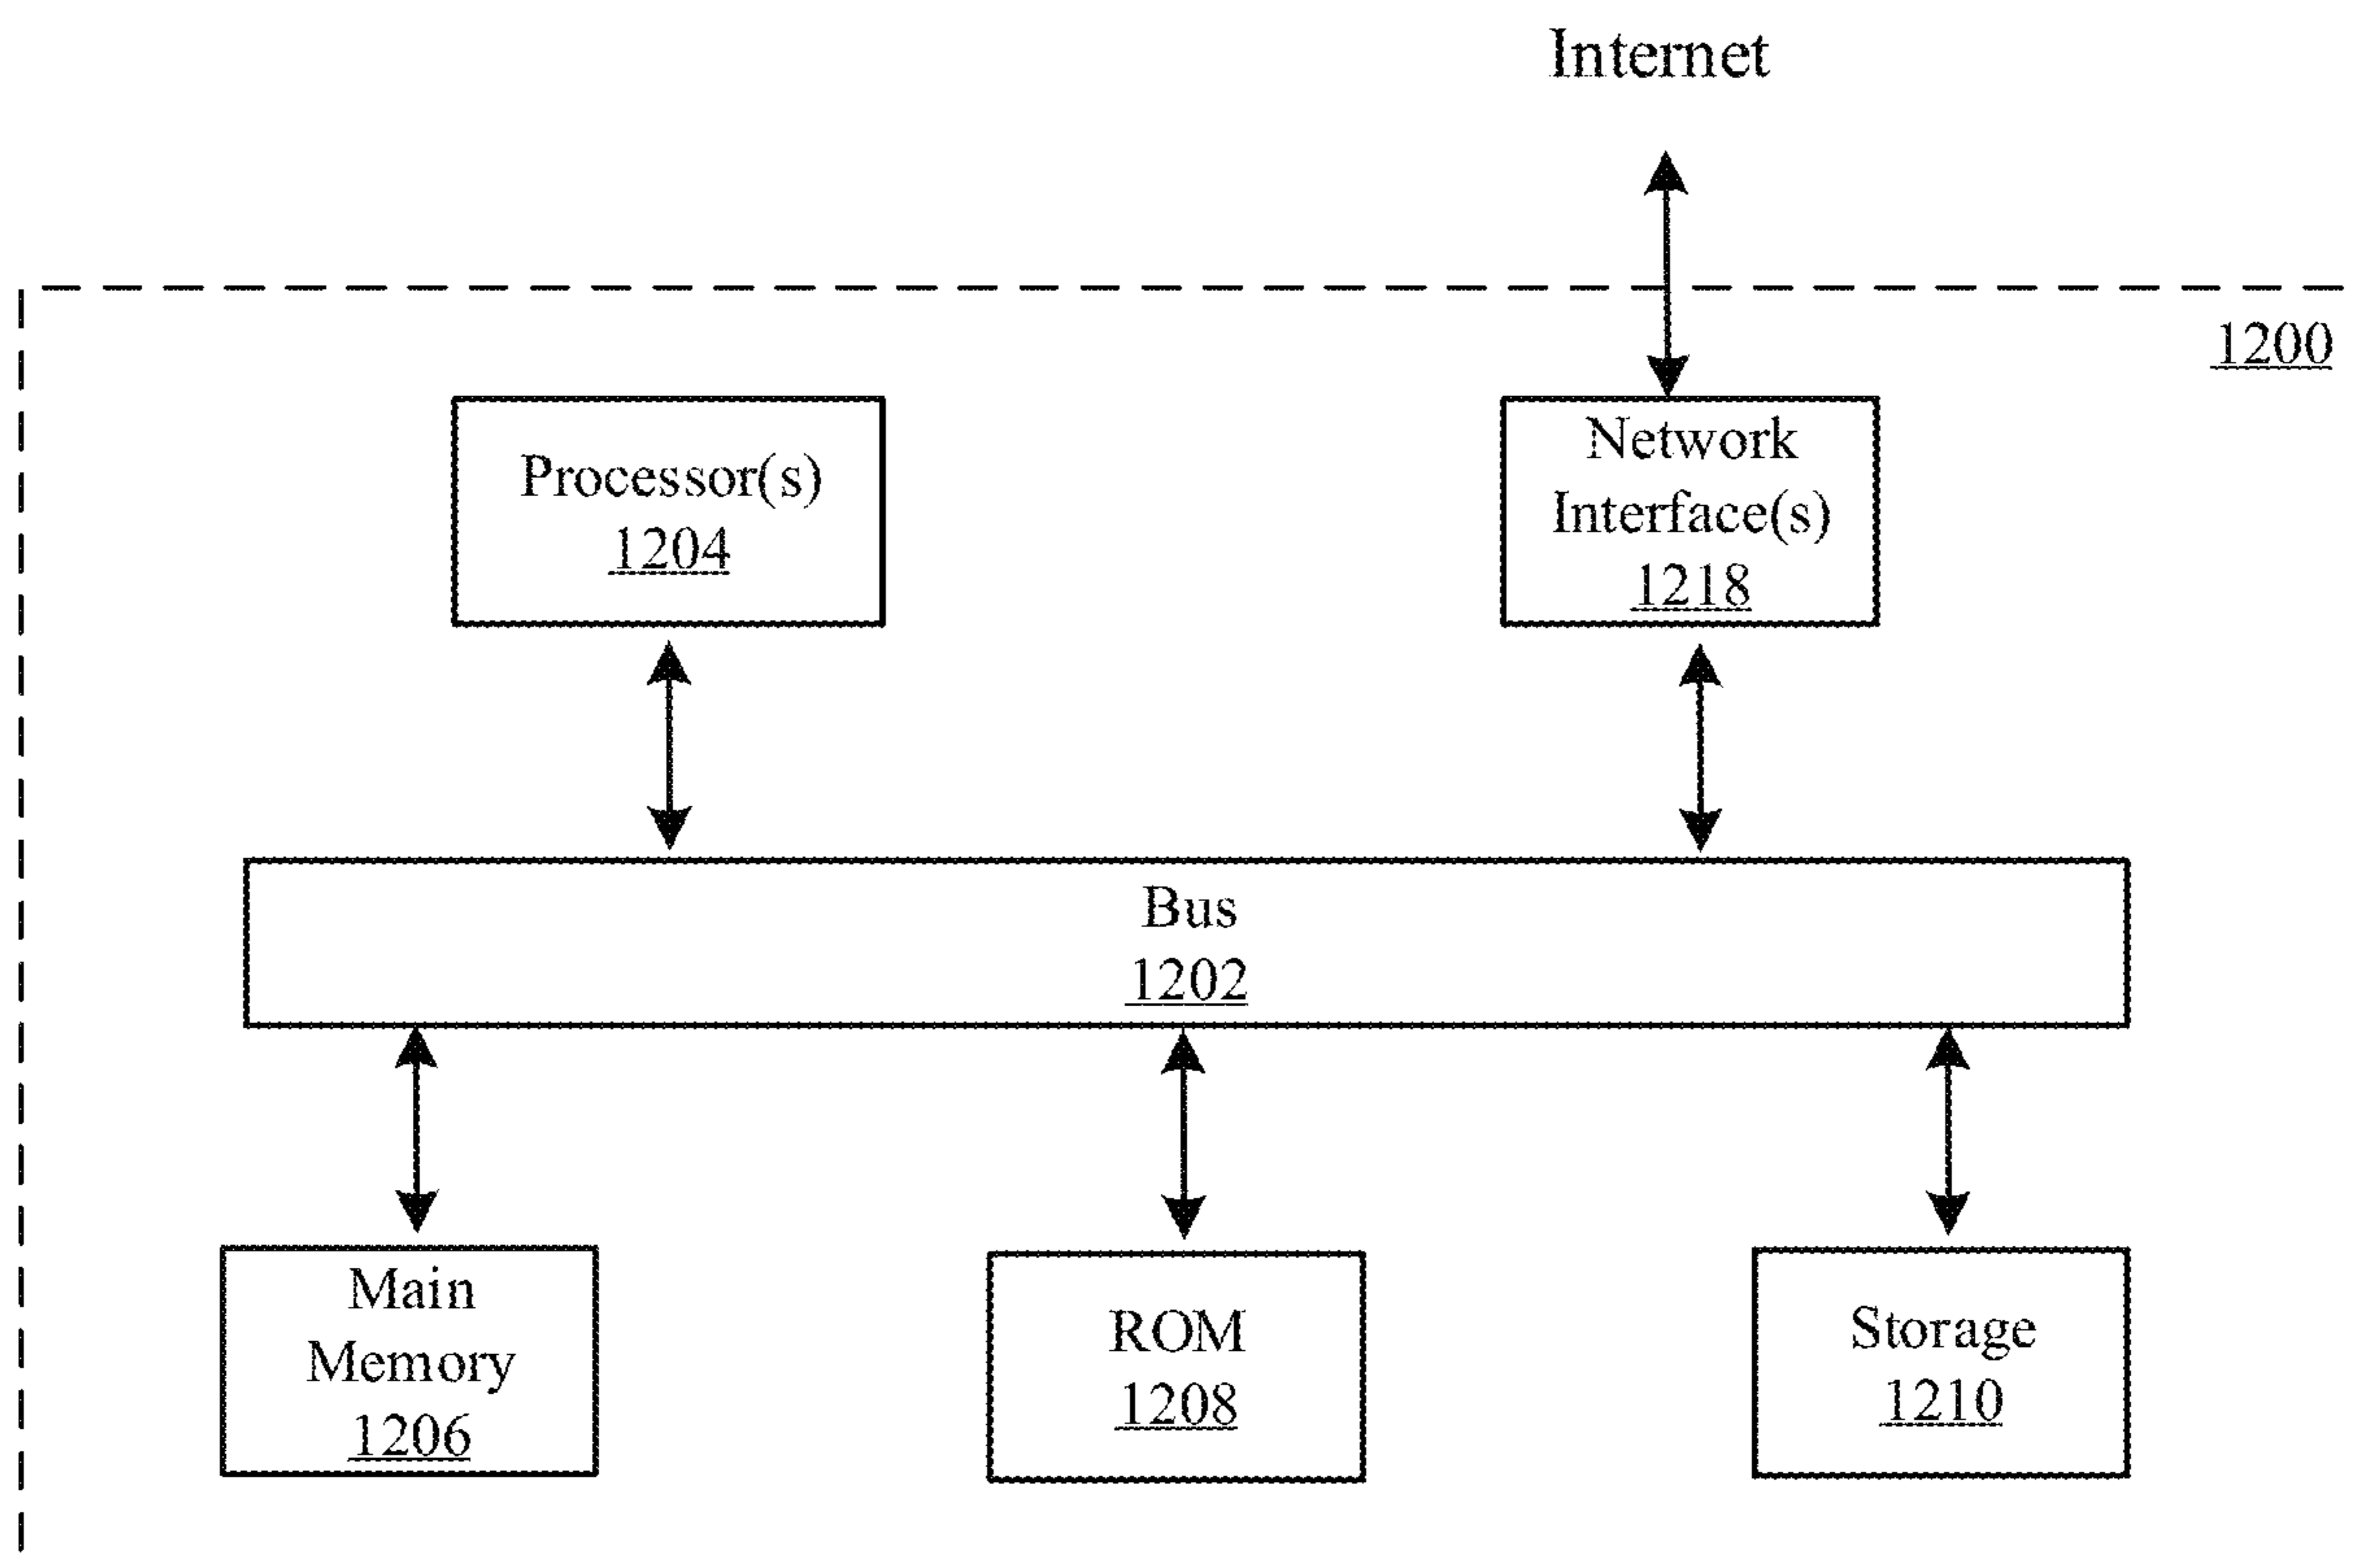 Internet
1200
Processor(s)
1204
Network
Interface(s)
1218
Bus
1202
Main
Memory
1206
ROM
1208
Storage
1210